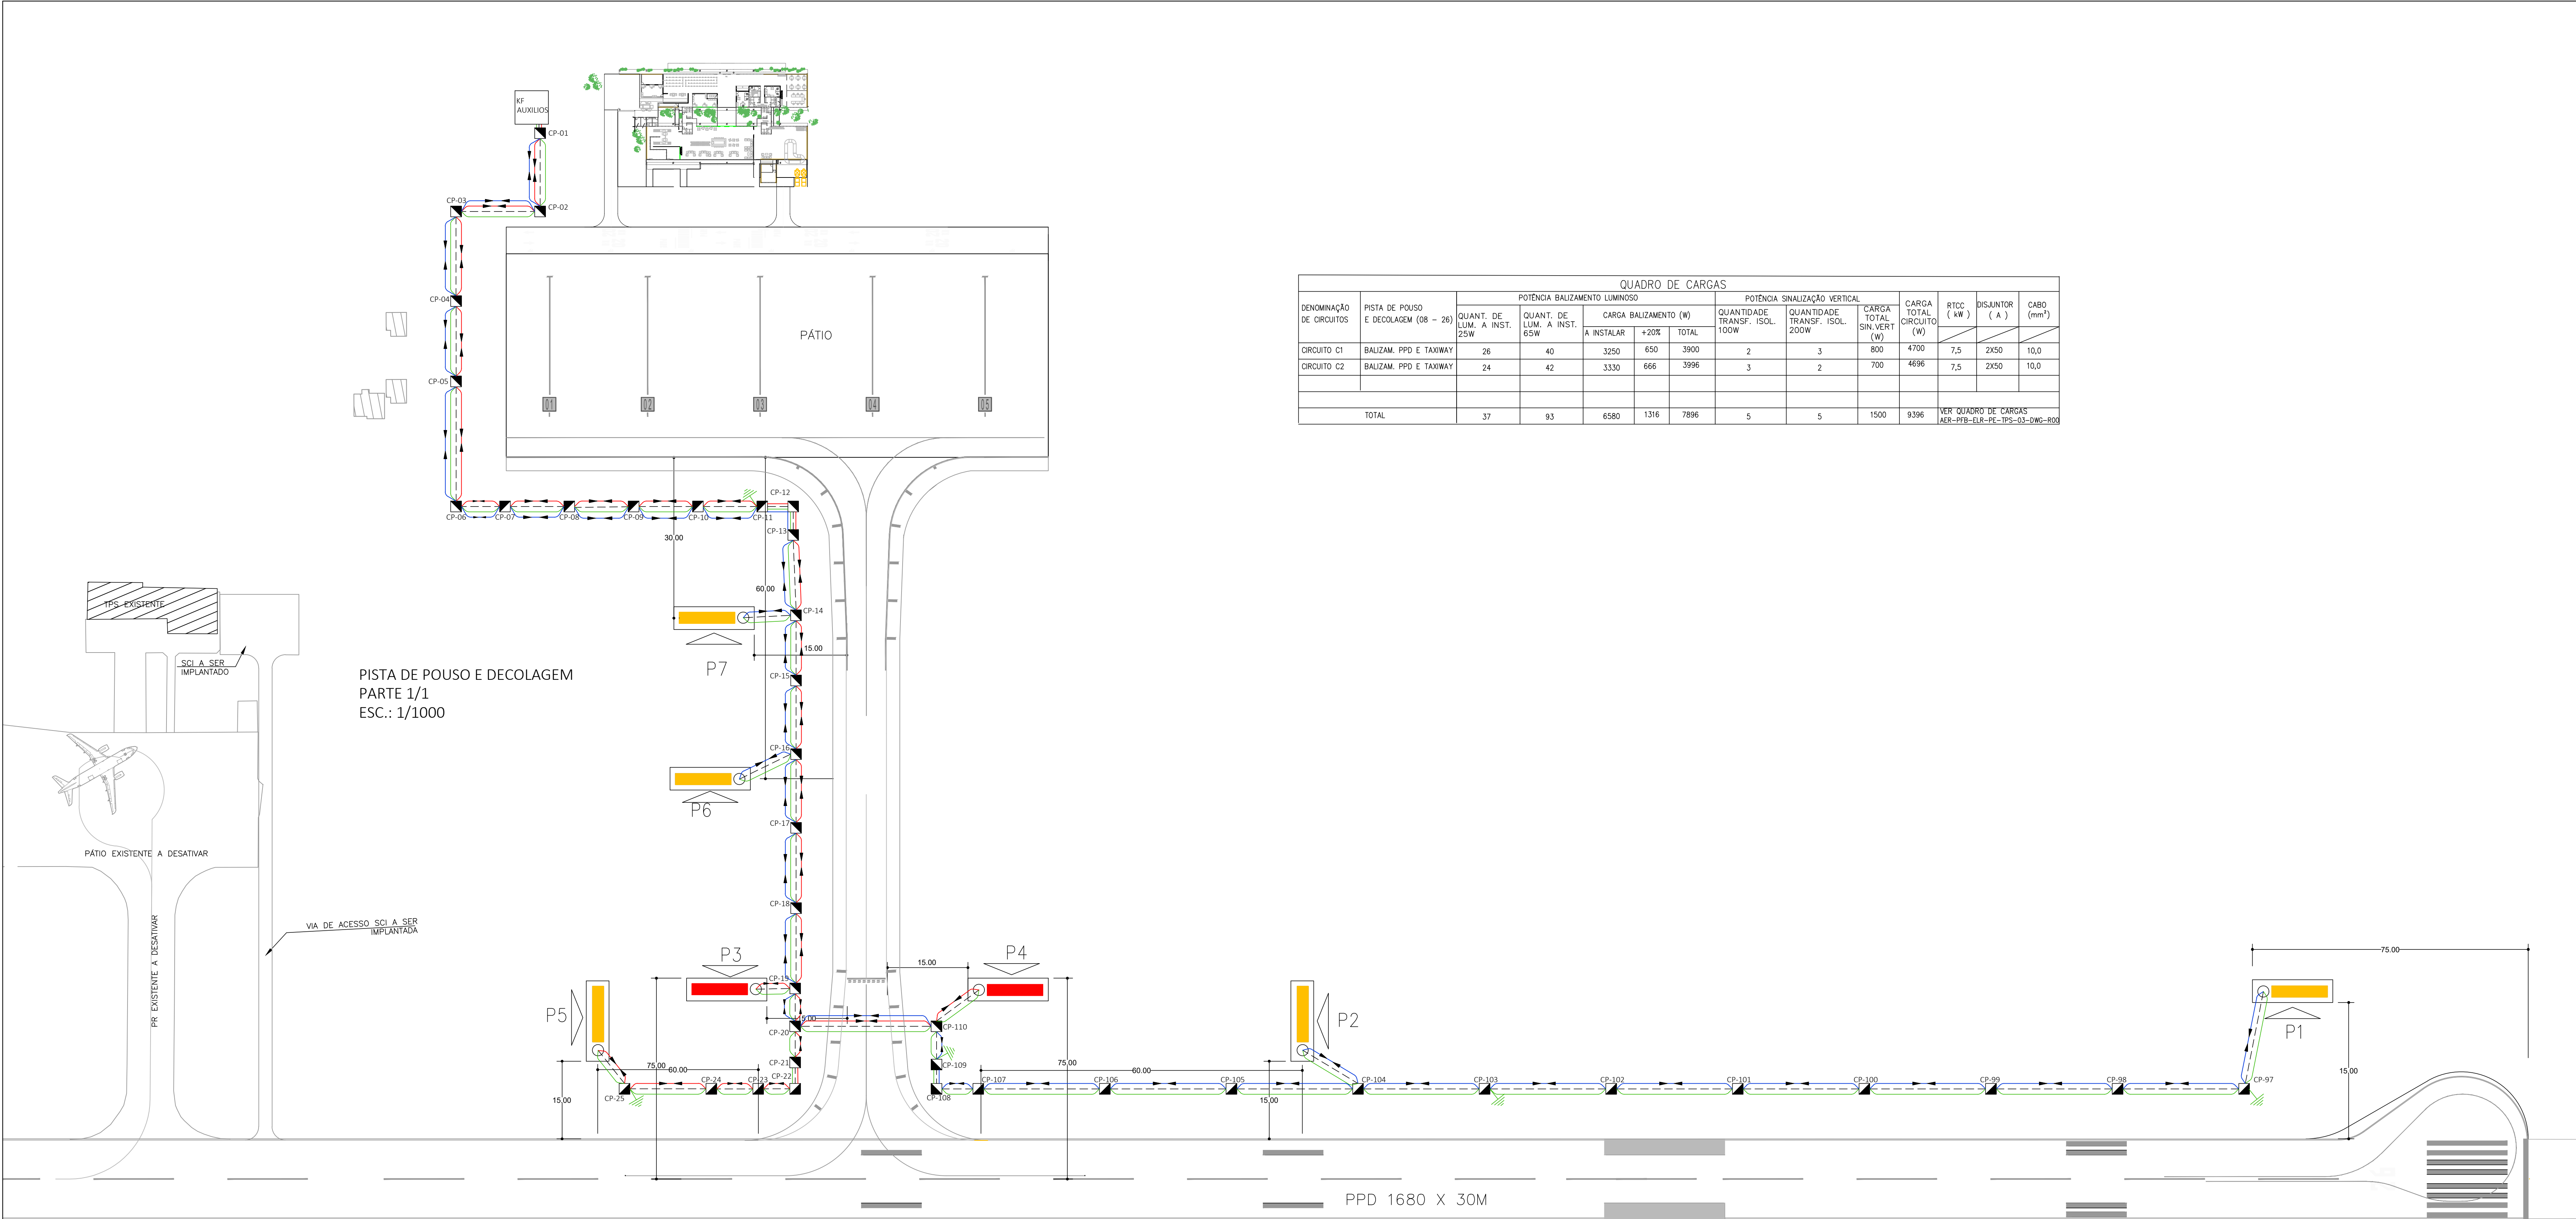 KF
AUXILIOS
CP-01
CP-02
CP-03
CP-04
CP-05
CP-06
CP-07
CP-08
CP-09
CP-10
CP-11
CP-12
CP-13
PÁTIO
01
02
03
04
05
QUADRO DE CARGAS
DENOMINAÇÃO
DE CIRCUITOS
PISTA DE POUSO
E DECOLAGEM (08 - 26)
POTÊNCIA BALIZAMENTO LUMINOSO
QUANT. DE
LUM. A INST.
25W
QUANT. DE
LUM. A INST.
65W
CARGA BALIZAMENTO (W)
A INSTALAR
+20%
TOTAL
POTÊNCIA SINALIZAÇÃO VERTICAL
QUANTIDADE
TRANSF. ISOL.
100W
QUANTIDADE
TRANSF. ISOL.
200W
CARGA
TOTAL
SIN.VERT
(W)
CARGA
TOTAL
CIRCUITO
(W)
RTCC
( kW )
DISJUNTOR
( A )
CABO
(mm²)
CIRCUITO C1 BALIZAM. PPD E TAXIWAY 26 40 3250 650 3900 2 3 800 4700 7,5 2X50 10,0
CIRCUITO C2 BALIZAM. PPD E TAXIWAY 24 42 3330 666 3996 3 2 700 4696 7,5 2X50 10,0
TOTAL 37 93 6580 1316 7896 5 5 1500 9396
VER QUADRO DE CARGAS
AER-PFB-ELR-PE-TPS-03-DWG-R00
30.00
60.00
CP-14
15.00
P7
CP-15
CP-16
P6
CP-17
CP-18
TPS EXISTENTE
SCI A SER
IMPLANTADO
PISTA DE POUSO E DECOLAGEM
PARTE 1/1
ESC.: 1/1000
PÁTIO EXISTENTE A DESATIVAR
PR EXISTENTE A DESATIVAR
VIA DE ACESSO SCI A SER
IMPLANTADA
P3
CP-19
15.00
15.00
P4
P5
CP-20
CP-110
CP-21
CP-109
75.00
60.00
CP-22
CP-23
CP-24
CP-25
15.00
CP-108
CP-107
75.00
CP-106
60.00
CP-105
P2
15.00
CP-104
CP-103
CP-102
CP-101
CP-100
CP-99
CP-98
CP-97
75.00
P1
15.00
PPD 1680 X 30M